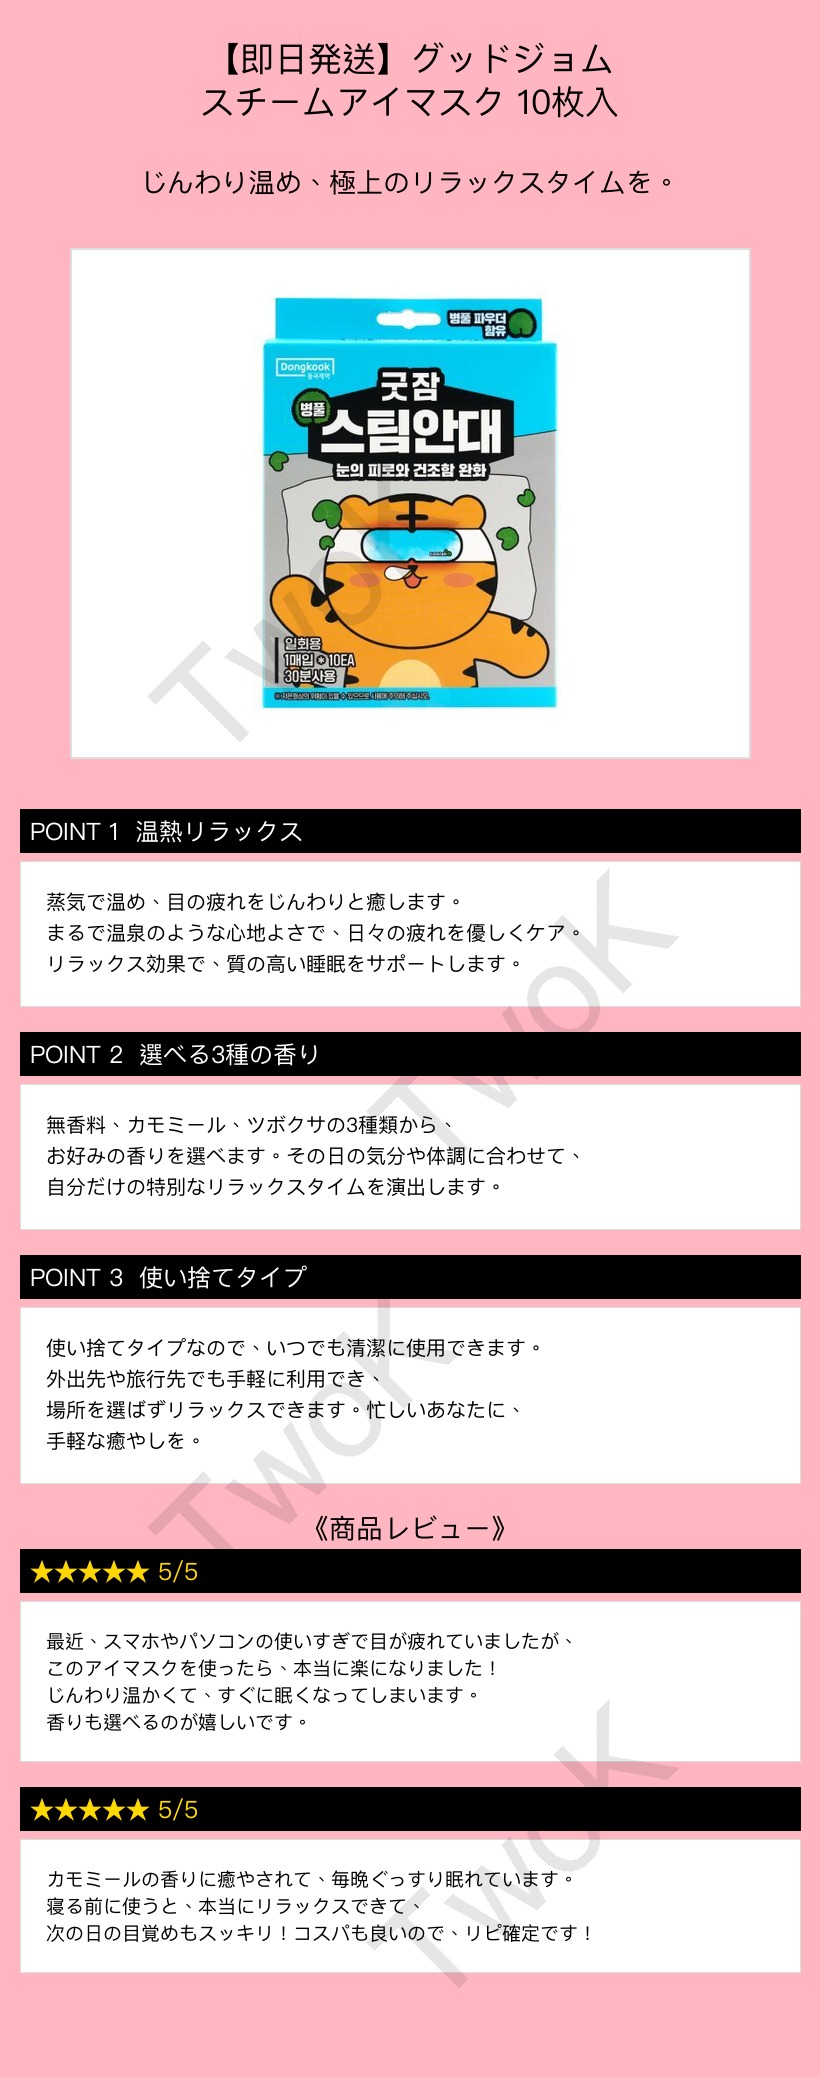 【即日発送】グッドジョム
スチームアイマスク 10枚入
じんわり温め、極上のリラックスタイムを。
병풀 파우더
함유
Dongkook
동국제약
굿잠
병풀
스팀안대
눈의 피로와 건조함 완화
일회용
1매입 * 10EA
30분사용
※ 저온화상의 위험이 있을 수 있으므로 사용에 주의해 주십시오.
TwoK
POINT 1 温熱リラックス
蒸気で温め、目の疲れをじんわりと癒します。
まるで温泉のような心地よさで、日々の疲れを優しくケア。
リラックス効果で、質の高い睡眠をサポートします。
TwoK
POINT 2 選べる3種の香り
無香料、カモミール、ツボクサの3種類から、
お好みの香りを選べます。その日の気分や体調に合わせて、
自分だけの特別なリラックスタイムを演出します。
POINT 3 使い捨てタイプ
使い捨てタイプなので、いつでも清潔に使用できます。
外出先や旅行先でも手軽に利用でき、
場所を選ばずリラックスできます。忙しいあなたに、
手軽な癒やしを。
TwoK
《商品レビュー》
★★★★★ 5/5
最近、スマホやパソコンの使いすぎで目が疲れていましたが、
このアイマスクを使ったら、本当に楽になりました！
じんわり温かくて、すぐに眠くなってしまいます。
香りも選べるのが嬉しいです。
★★★★★ 5/5
カモミールの香りに癒やされて、毎晩ぐっすり眠れています。
寝る前に使うと、本当にリラックスできて、
次の日の目覚めもスッキリ！コスパも良いので、リピ確定です！
TwoK